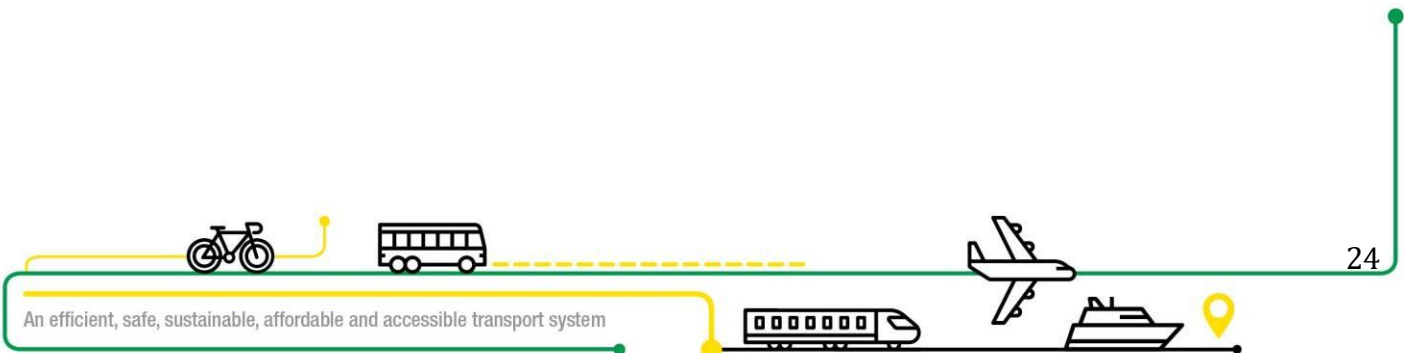 24
An efficient, safe, sustainable, affordable and accessible transport system